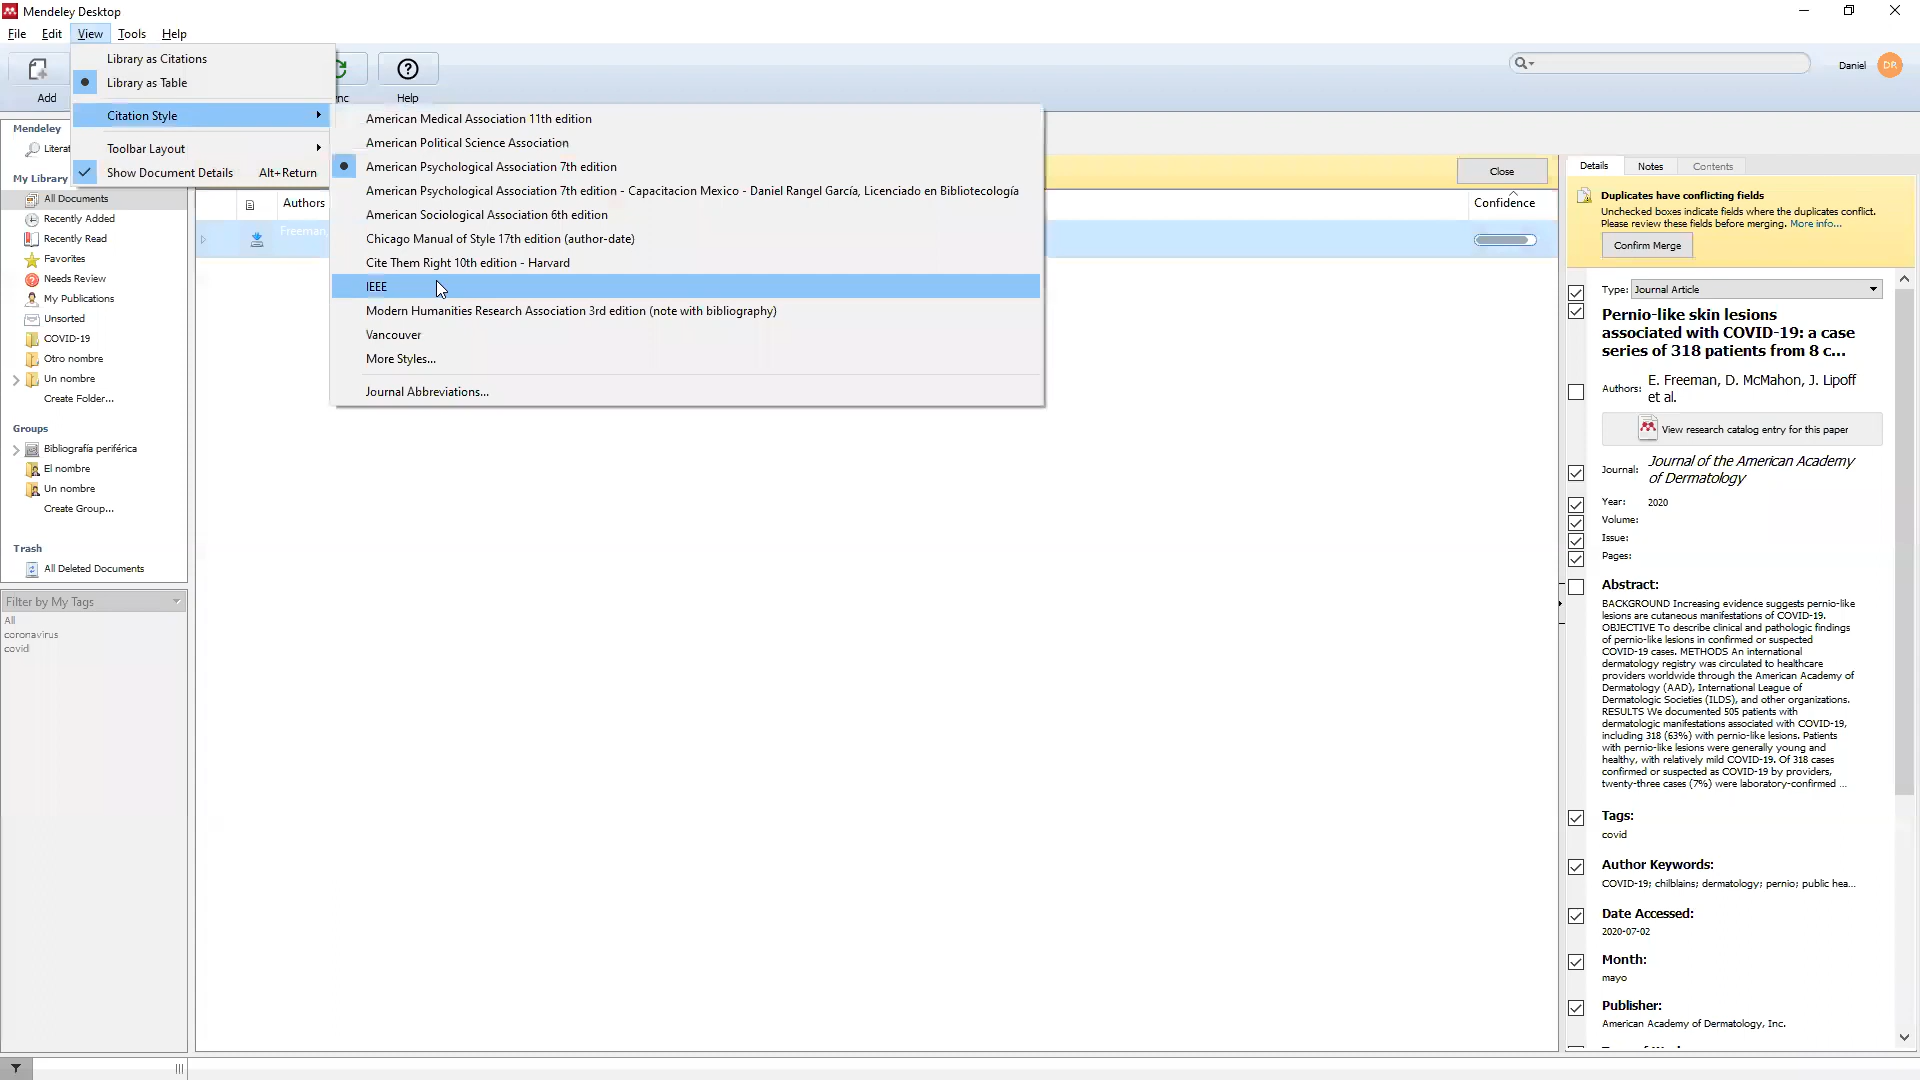 Mendeley Desktop
File Edit View Tools Help
Library as Citations
Library as Table
Citation Style
Toolbar Layout
Show Document Details Alt+Return
Add
Help
Daniel DR
American Medical Association 11th edition
American Political Science Association
American Psychological Association 7th edition
American Psychological Association 7th edition - Capacitacion Mexico - Daniel Rangel García, Licenciado en Bibliotecología
American Sociological Association 6th edition
Chicago Manual of Style 17th edition (author-date)
Cite Them Right 10th edition - Harvard
IEEE
Modern Humanities Research Association 3rd edition (note with bibliography)
Vancouver
More Styles...
Journal Abbreviations...
Mendeley
Literat
My Library
All Documents
Recently Added
Recently Read
Favorites
Needs Review
My Publications
Unsorted
COVID-19
Otro nombre
Un nombre
Create Folder...
Groups
Bibliografía periférica
El nombre
Un nombre
Create Group...
Trash
All Deleted Documents
Filter by My Tags
All
coronavirus
covid
Authors
Freeman,
Close
Confidence
Details Notes Contents
Duplicates have conflicting fields
Unchecked boxes indicate fields where the duplicates conflict.
Please review these fields before merging. More info...
Confirm Merge
Type: Journal Article
Pernio-like skin lesions
associated with COVID-19: a case
series of 318 patients from 8 c...
Authors: E. Freeman, D. McMahon, J. Lipoff
et al.
View research catalog entry for this paper
Journal: Journal of the American Academy
of Dermatology
Year: 2020
Volume:
Issue:
Pages:
Abstract:
BACKGROUND Increasing evidence suggests pernio-like
lesions are cutaneous manifestations of COVID-19.
OBJECTIVE To describe clinical and pathologic findings
of pernio-like lesions in confirmed or suspected
COVID-19 cases. METHODS An international
dermatology registry was circulated to healthcare
providers worldwide through the American Academy of
Dermatology (AAD), International League of
Dermatologic Societies (ILDS), and other organizations.
RESULTS We documented 505 patients with
dermatologic manifestations associated with COVID-19,
including 318 (63%) with pernio-like lesions. Patients
with pernio-like lesions were generally young and
healthy, with relatively mild COVID-19. Of 318 cases
confirmed or suspected as COVID-19 by providers,
twenty-three cases (7%) were laboratory-confirmed ...
Tags:
covid
Author Keywords:
COVID-19; chilblains; dermatology; pernio; public hea...
Date Accessed:
2020-07-02
Month:
mayo
Publisher:
American Academy of Dermatology, Inc.